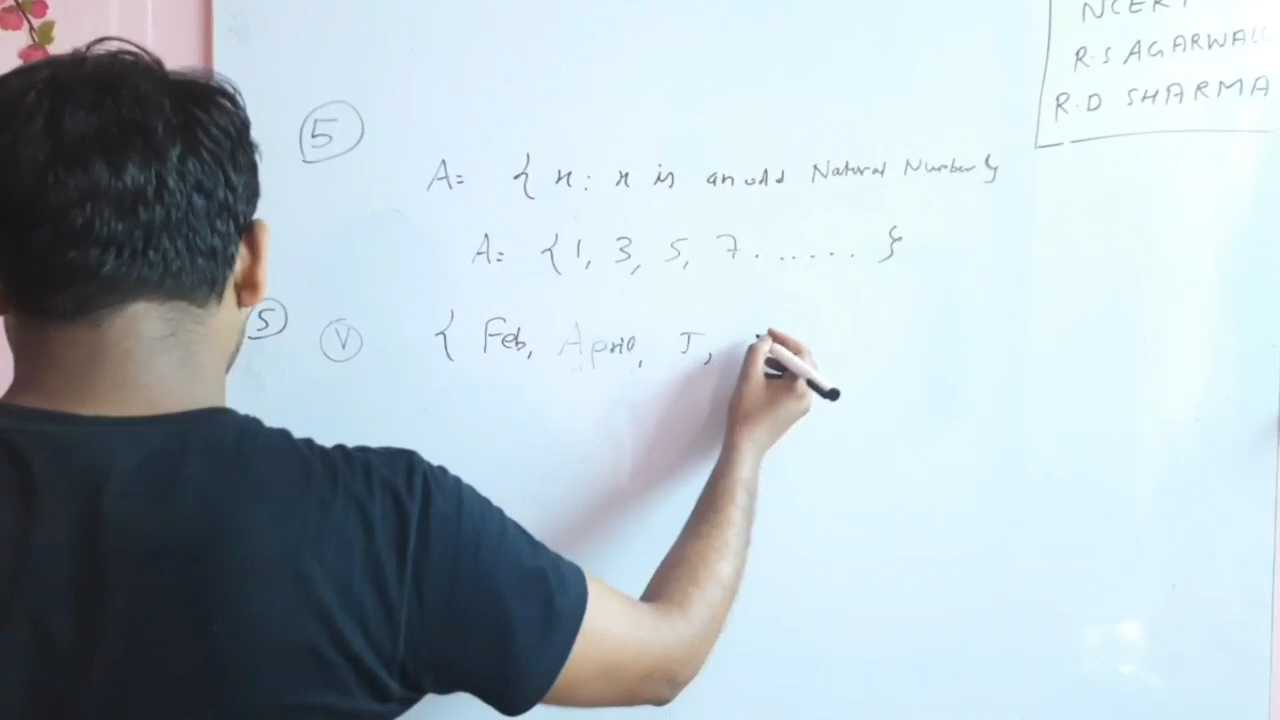 NCERT
R.S AGARWAL
R.D SHARMA
5
A= { x: x is an odd Natural Number }
A= {1, 3, 5, 7 . . . . . . }
5 V { Feb, April, J,